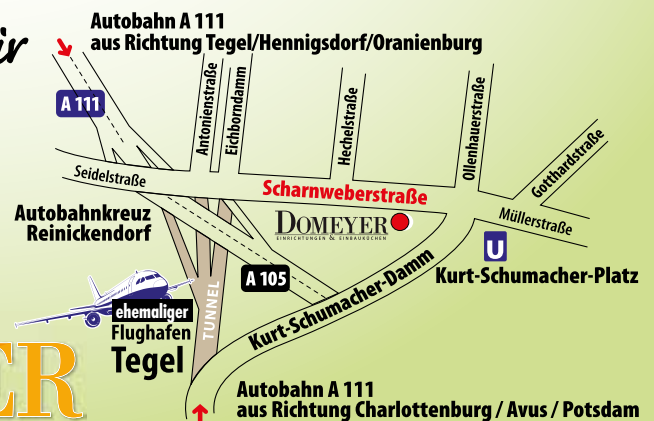 ir
Autobahn A 111
aus Richtung Tegel/Hennigsdorf/Oranienburg
A 111
Antonienstraße
Eichborndamm
Hechelstraße
Ollenhauerstraße
Gotthardstraße
Seidelstraße
Scharnweberstraße
Müllerstraße
Autobahnkreuz
Reinickendorf
DOMEYER
EINRICHTUNGEN & EINBAUKÜCHEN
U
Kurt-Schumacher-Platz
A 105
Kurt-Schumacher-Damm
TUNNEL
ehemaliger
Flughafen
Tegel
ER
Autobahn A 111
aus Richtung Charlottenburg / Avus / Potsdam